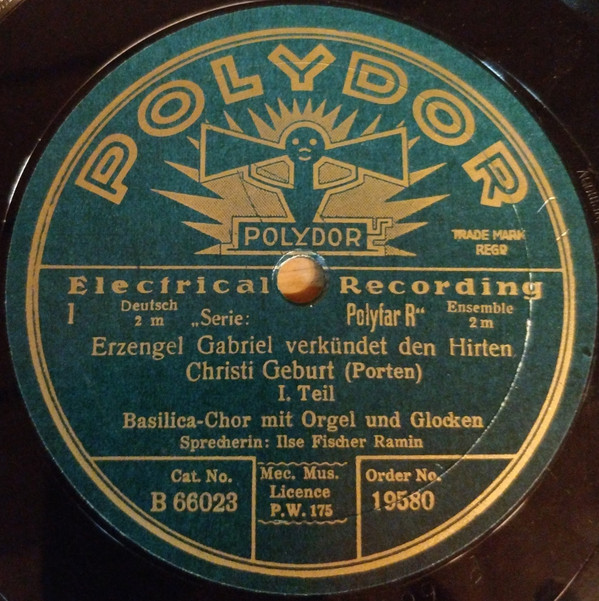 POLYDOR
POLYDOR
TRADE MARK
REGD
Electrical Recording
1 Deutsch 2 m „Serie: Polyfar R“ Ensemble 2 m
Erzengel Gabriel verkündet den Hirten
Christi Geburt (Porten)
I. Teil
Basilica-Chor mit Orgel und Glocken
Sprecherin: Ilse Fischer Ramin
Cat. No.
B 66023
Mec. Mus.
Licence
P.W. 175
Order No.
19580